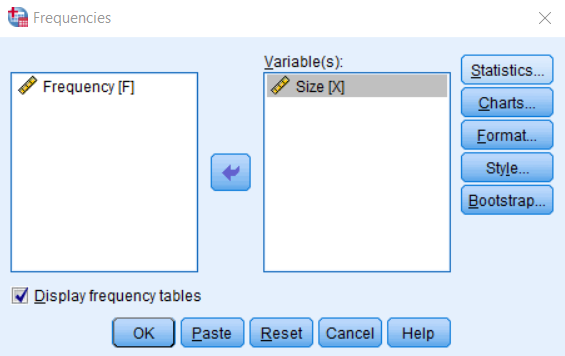 Frequencies
Variable(s):
Frequency [F]
Size [X]
Statistics...
Charts...
Format...
Style...
Bootstrap...
Display frequency tables
OK Paste Reset Cancel Help